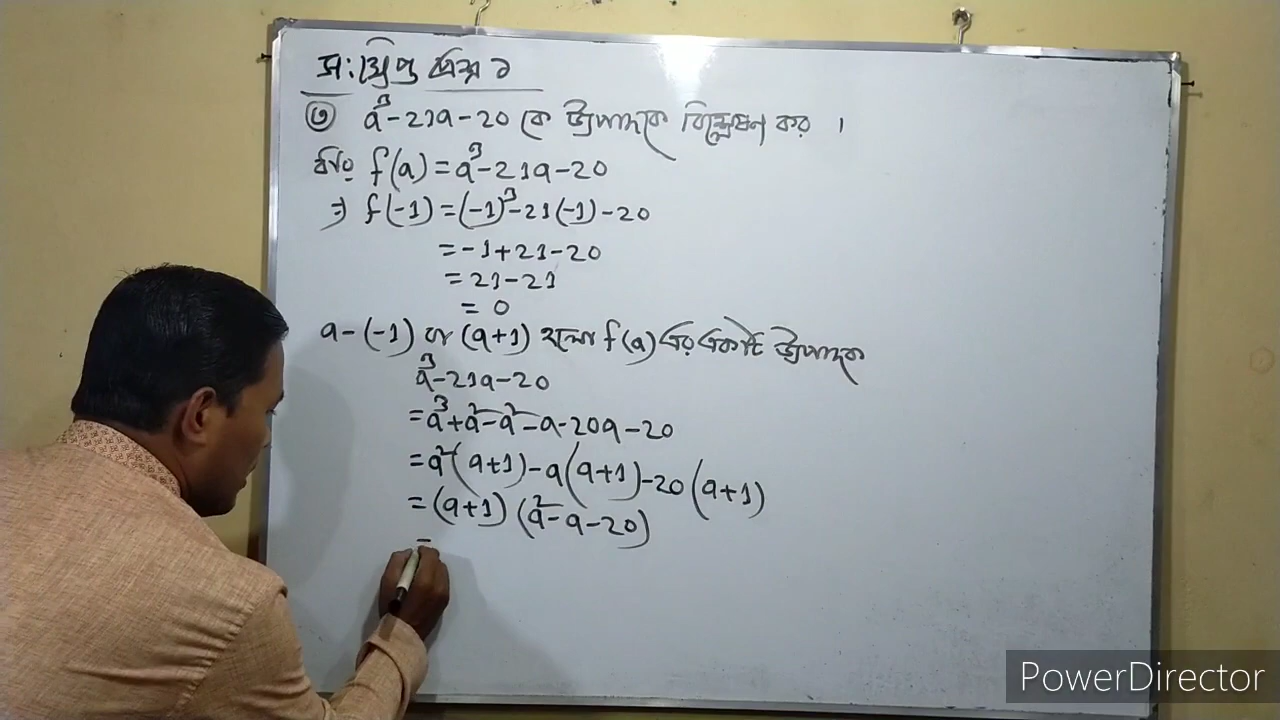 সংক্ষিপ্ত প্রশ্ন ১
৩ a³-21a-20 কে উৎপাদকে বিশ্লেষন কর ।
ধরি, f(a) = a³-21a-20
⇒ f(-1) = (-1)³-21(-1)-20
= -1+21-20
= 21-21
= 0
a-(-1) বা (a+1) হলো f(a) এর একটি উৎপাদক
a³-21a-20
= a³+a²-a²-a-20a-20
= a²(a+1)-a(a+1)-20(a+1)
= (a+1) (a²-a-20)
=
PowerDirector